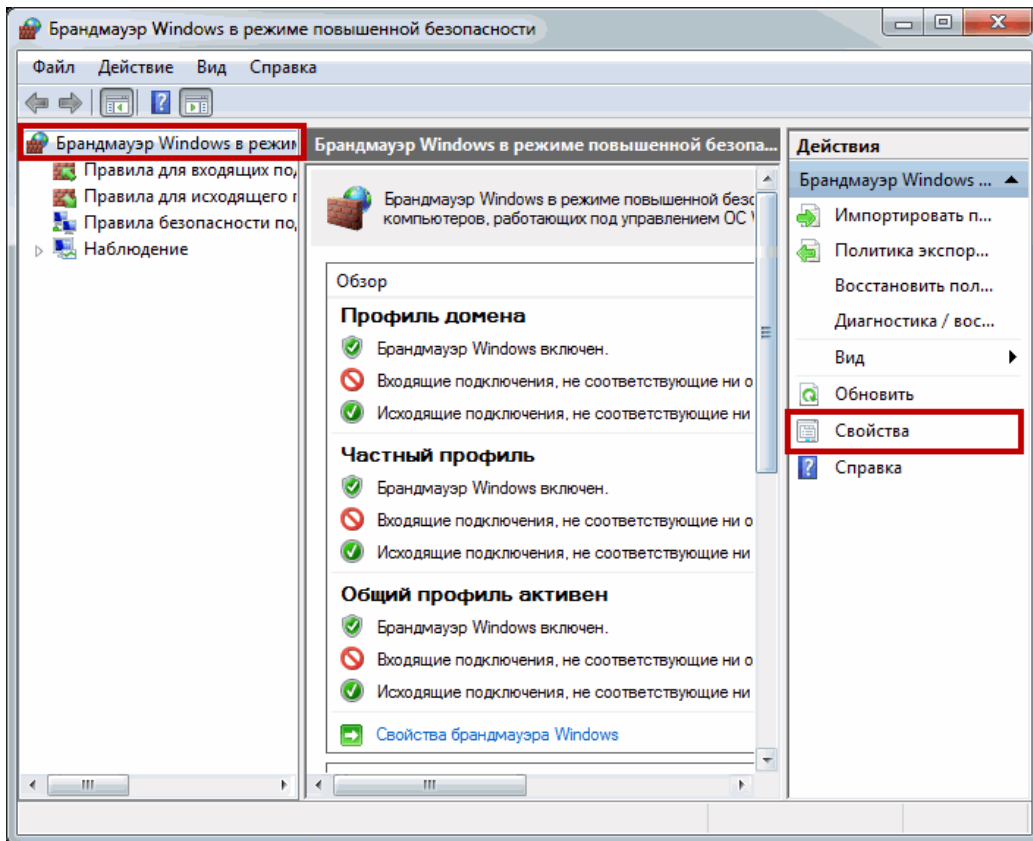 Брандмауэр Windows в режиме повышенной безопасности
Файл Действие Вид Справка
Брандмауэр Windows в режим
Правила для входящих по
Правила для исходящего
Правила безопасности по
Наблюдение
Брандмауэр Windows в режиме повышенной безопа...
Брандмауэр Windows в режиме повышенной безо
компьютеров, работающих под управлением ОС
Обзор
Профиль домена
Брандмауэр Windows включен.
Входящие подключения, не соответствующие ни о
Исходящие подключения, не соответствующие ни
Частный профиль
Брандмауэр Windows включен.
Входящие подключения, не соответствующие ни о
Исходящие подключения, не соответствующие ни
Общий профиль активен
Брандмауэр Windows включен.
Входящие подключения, не соответствующие ни о
Исходящие подключения, не соответствующие ни
Свойства брандмауэра Windows
Действия
Брандмауэр Windows ...
Импортировать п...
Политика экспор...
Восстановить пол...
Диагностика / вос...
Вид
Обновить
Свойства
Справка